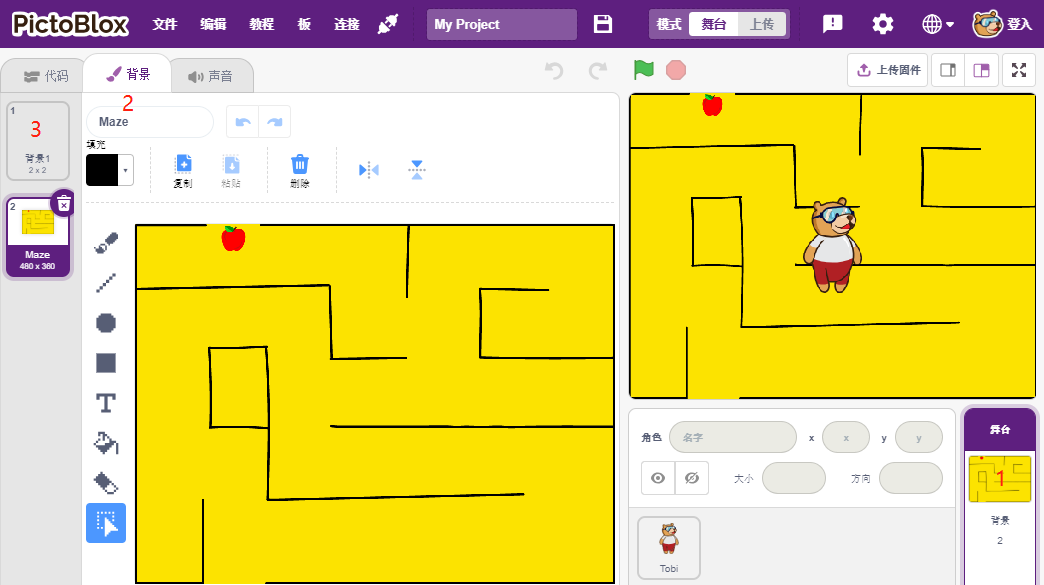 PictoBlox 文件 编辑 教程 板 连接 My Project 模式 舞台 上传 登入
代码 背景 声音 上传固件
2
Maze
填充
复制 粘贴 删除
1
3
背景1
2 x 2
2
Maze
480 x 360
角色 名字 x x y y
大小 方向
Tobi
舞台
1
背景
2